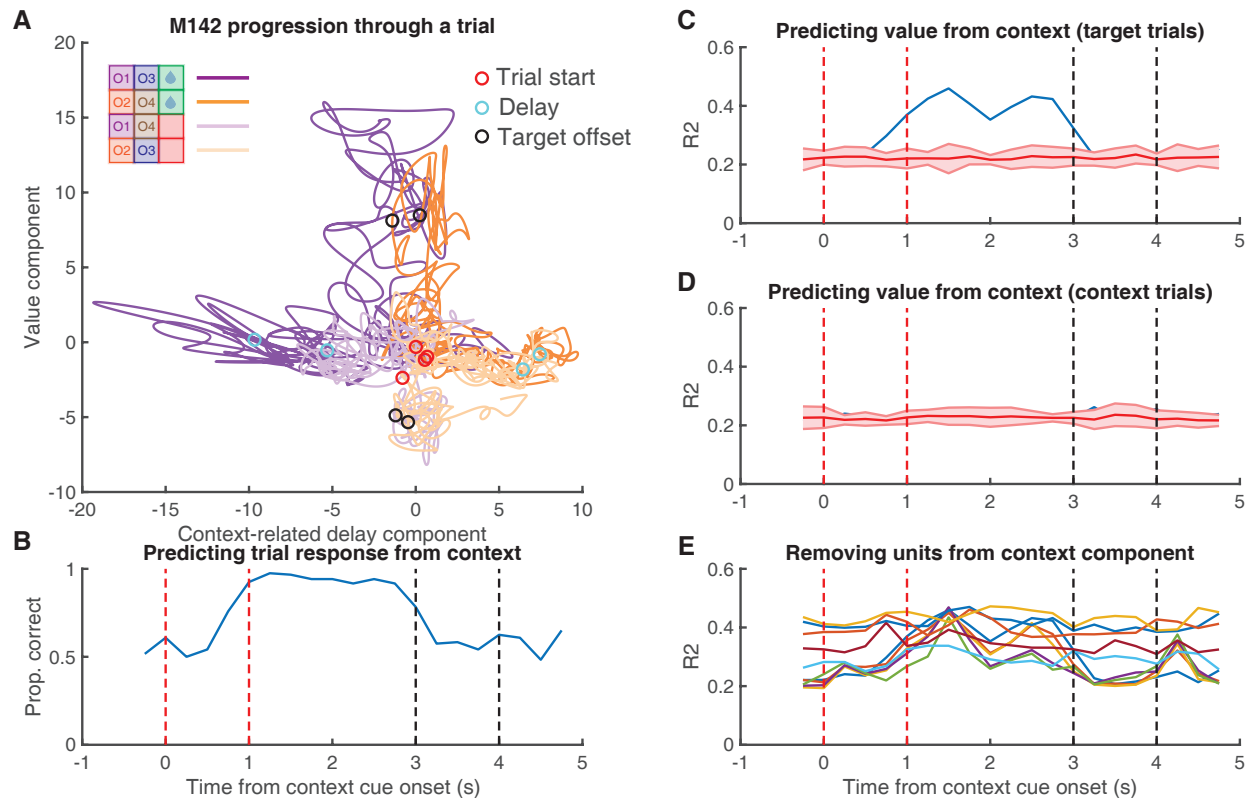 A
M142 progression through a trial
20
15
10
5
0
-5
-10
Value component
O1 O3
O2 O4
O1 O4
O2 O3
Trial start
Delay
Target offset
-20 -15 -10 -5 0 5 10
Context-related delay component
B
Predicting trial response from context
1
0.5
0
Prop. correct
-1 0 1 2 3 4 5
Time from context cue onset (s)
C
Predicting value from context (target trials)
0.6
0.4
0.2
0
R2
-1 0 1 2 3 4 5
D
Predicting value from context (context trials)
0.6
0.4
0.2
0
R2
-1 0 1 2 3 4 5
E
Removing units from context component
0.6
0.4
0.2
0
R2
-1 0 1 2 3 4 5
Time from context cue onset (s)